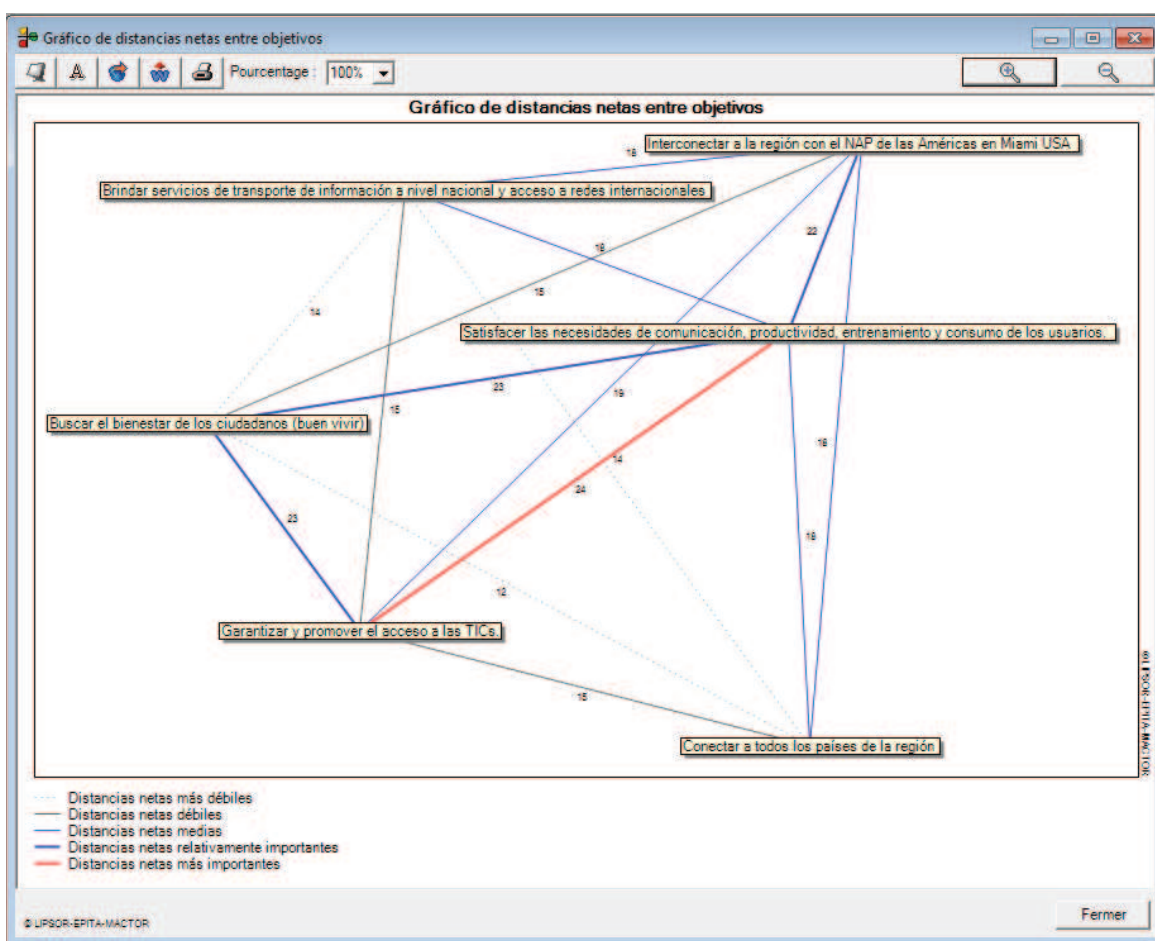 Gráfico de distancias netas entre objetivos
Pourcentage : 100%
Gráfico de distancias netas entre objetivos
Interconectar a la región con el NAP de las Américas en Miami USA
Brindar servicios de transporte de información a nivel nacional y acceso a redes internacionales
22
15
14
Satisfacer las necesidades de comunicación, productividad, entrenamiento y consumo de los usuarios.
23
19
15
Buscar el bienestar de los ciudadanos (buen vivir)
14
24
23
12
Garantizar y promover el acceso a las TICs.
15
Conectar a todos los países de la región
©LIPSOR-EPITA-MACTOR
Distancias netas más débiles
Distancias netas débiles
Distancias netas medias
Distancias netas relativamente importantes
Distancias netas más importantes
© LIPSOR-EPITA-MACTOR
Fermer